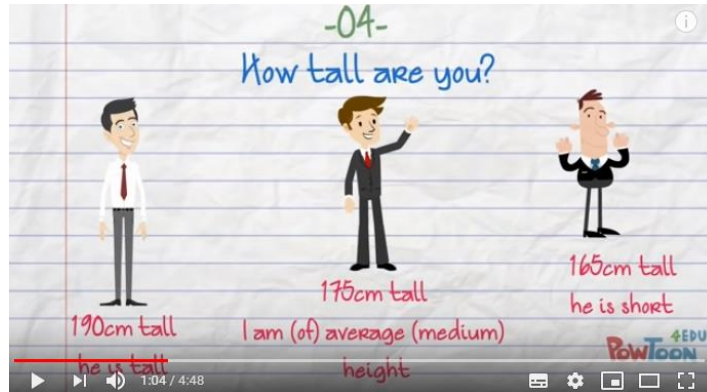 -04-
How tall are you?
190cm tall
he is tall
175cm tall
I am (of) average (medium)
height
165cm tall
he is short
POWTOON
4EDU
1:04 / 4:48